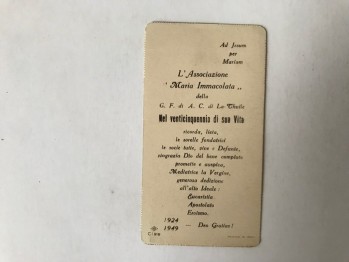 Ad Jesum
per
Mariam
L'Associazione
" Maria Immacolata "
della
G. F. di A. C. di La-Thuile
Nel venticinquennio di sua Vita
ricorda, lieta,
le sorelle fondatrici
le socie tutte, vive e Defunte,
ringrazia Dio del bene compiuto
promette e auspica,
Mediatrice la Vergine,
generosa dedizione
all'alto Ideale:
Eucaristia
Apostolato
Eroismo.
1924
1949 — Deo Gratias!